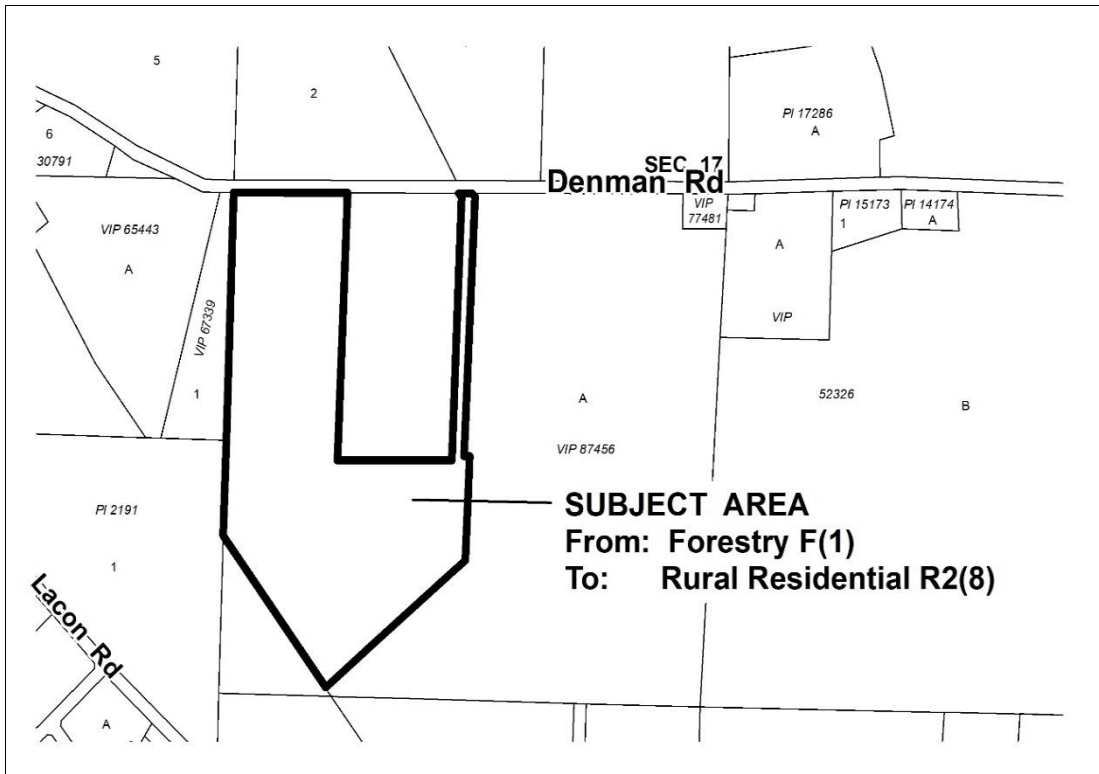 5
2
PI 17286
A
6
30791
SEC 17
Denman Rd
VIP 65443
A
VIP 67339
1
VIP
77481
PI 15173
1
PI 14174
A
A
VIP
A
VIP 87456
52326
B
PI 2191
1
SUBJECT AREA
From: Forestry F(1)
To: Rural Residential R2(8)
Lacon Rd
A